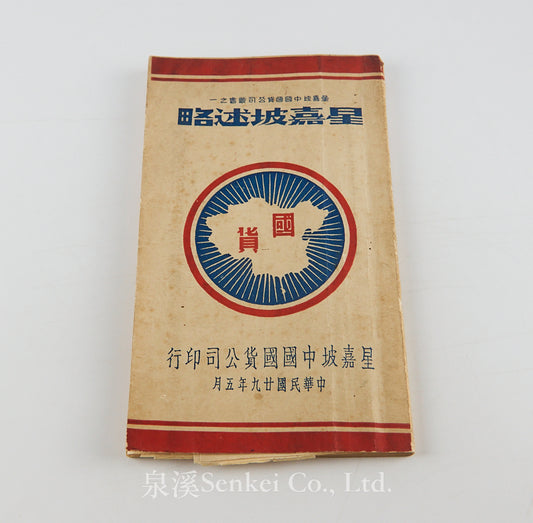 星嘉坡中國國貨公司叢書之一
星嘉坡述略
國貨
星嘉坡中國國貨公司印行
中華民國廿九年五月
泉溪Senkei Co., Ltd.